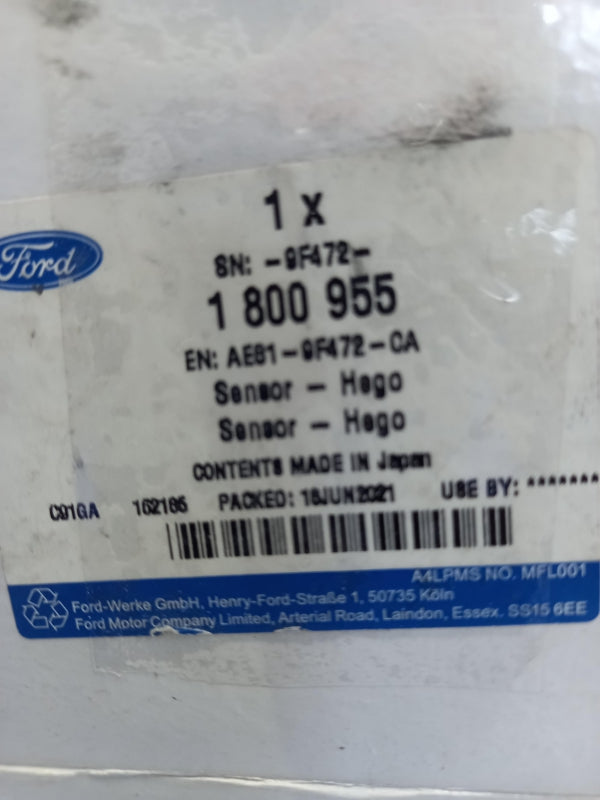 1 X
Ford
SN: -9F472-
1 800 955
EN: AE81-9F472-CA
Sensor - Hego
Sensor - Hego
CONTENTS MADE IN Japan
C01GA 162186 PACKED: 18JUN2021 USE BY: *******
A4LPMS NO. MFL001
Ford-Werke GmbH, Henry-Ford-Straße 1, 50735 Köln
Ford Motor Company Limited, Arterial Road, Laindon, Essex. SS15 6EE